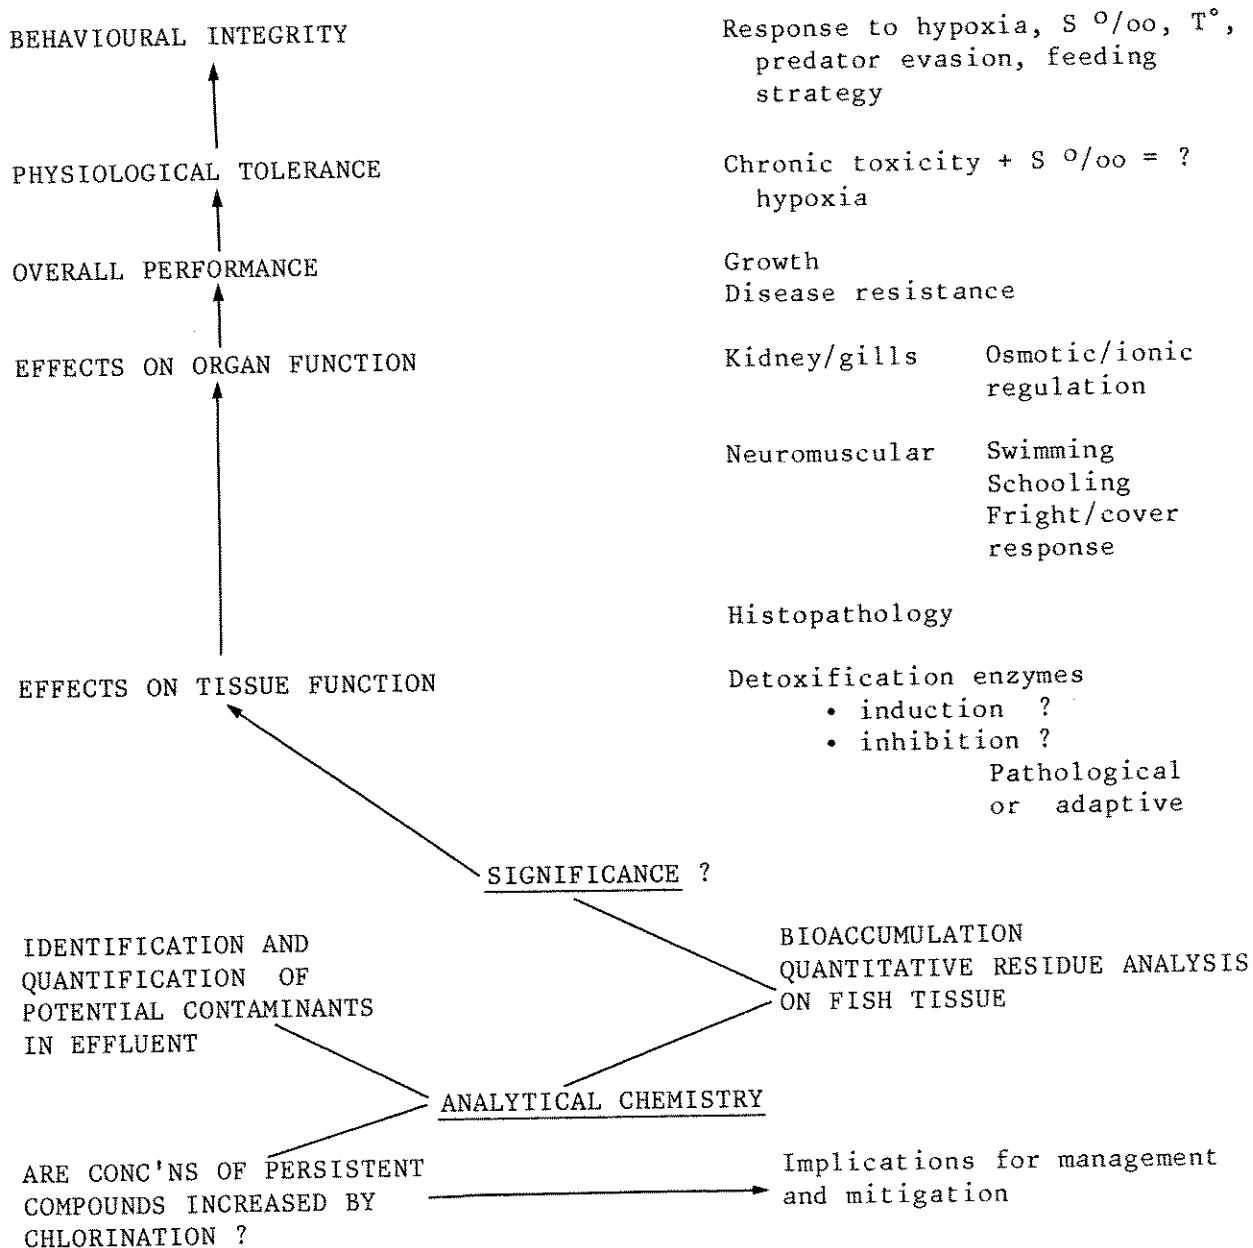 BEHAVIOURAL INTEGRITY
Response to hypoxia, S o/oo, T°,
predator evasion, feeding
strategy
PHYSIOLOGICAL TOLERANCE
Chronic toxicity + S o/oo = ?
hypoxia
OVERALL PERFORMANCE
Growth
Disease resistance
EFFECTS ON ORGAN FUNCTION
Kidney/gills Osmotic/ionic
regulation
Neuromuscular Swimming
Schooling
Fright/cover
response
Histopathology
EFFECTS ON TISSUE FUNCTION
Detoxification enzymes
• induction ?
• inhibition ?
Pathological
or adaptive
SIGNIFICANCE ?
IDENTIFICATION AND
QUANTIFICATION OF
POTENTIAL CONTAMINANTS
IN EFFLUENT
BIOACCUMULATION
QUANTITATIVE RESIDUE ANALYSIS
ON FISH TISSUE
ANALYTICAL CHEMISTRY
ARE CONC'NS OF PERSISTENT
COMPOUNDS INCREASED BY
CHLORINATION ?
Implications for management
and mitigation